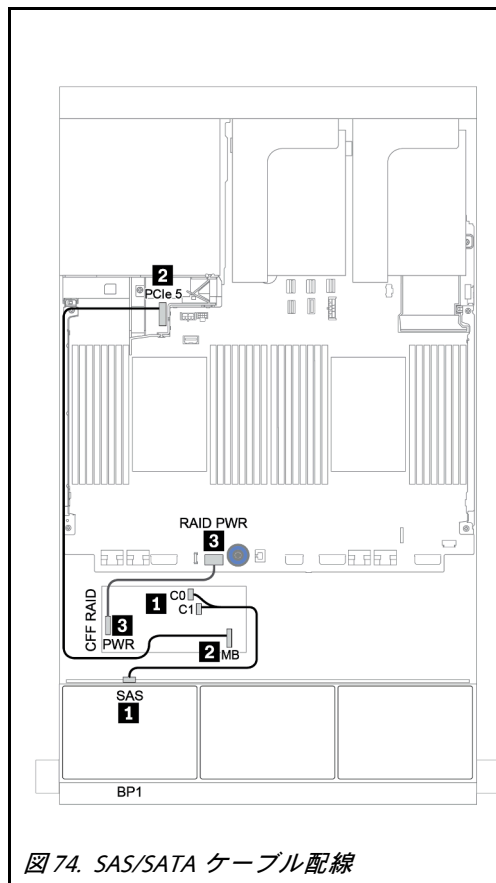 2
PCIe 5
RAID PWR
3
CFF RAID
1
C0
C1
3
PWR
2
MB
SAS
1
BP1
図 74. SAS/SATA ケーブル配線